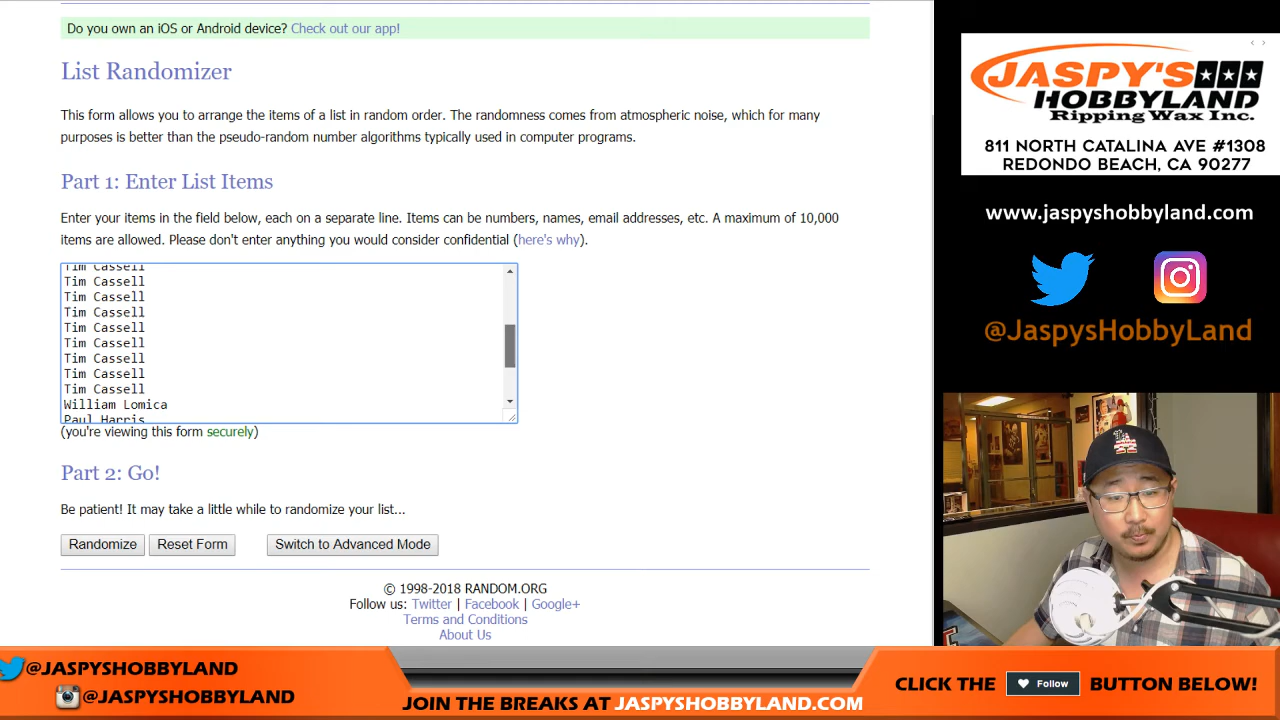 Do you own an iOS or Android device? Check out our app!
List Randomizer
This form allows you to arrange the items of a list in random order. The randomness comes from atmospheric noise, which for many
purposes is better than the pseudo-random number algorithms typically used in computer programs.
Part 1: Enter List Items
Enter your items in the field below, each on a separate line. Items can be numbers, names, email addresses, etc. A maximum of 10,000
items are allowed. Please don't enter anything you would consider confidential (here's why).
Tim Cassell
Tim Cassell
Tim Cassell
Tim Cassell
Tim Cassell
Tim Cassell
Tim Cassell
Tim Cassell
Tim Cassell
William Lomica
Paul Harris
(you're viewing this form securely)
Part 2: Go!
Be patient! It may take a little while to randomize your list...
Randomize
Reset Form
Switch to Advanced Mode
© 1998-2018 RANDOM.ORG
Follow us: Twitter | Facebook | Google+
Terms and Conditions
About Us
JASPY'S
HOBBYLAND
Ripping Wax Inc.
811 NORTH CATALINA AVE #1308
REDONDO BEACH, CA 90277
www.jaspyshobbyland.com
@JaspysHobbyLand
@JASPYSHOBBYLAND
@JASPYSHOBBYLAND
JOIN THE BREAKS AT JASPYSHOBBYLAND.COM
CLICK THE Follow BUTTON BELOW!